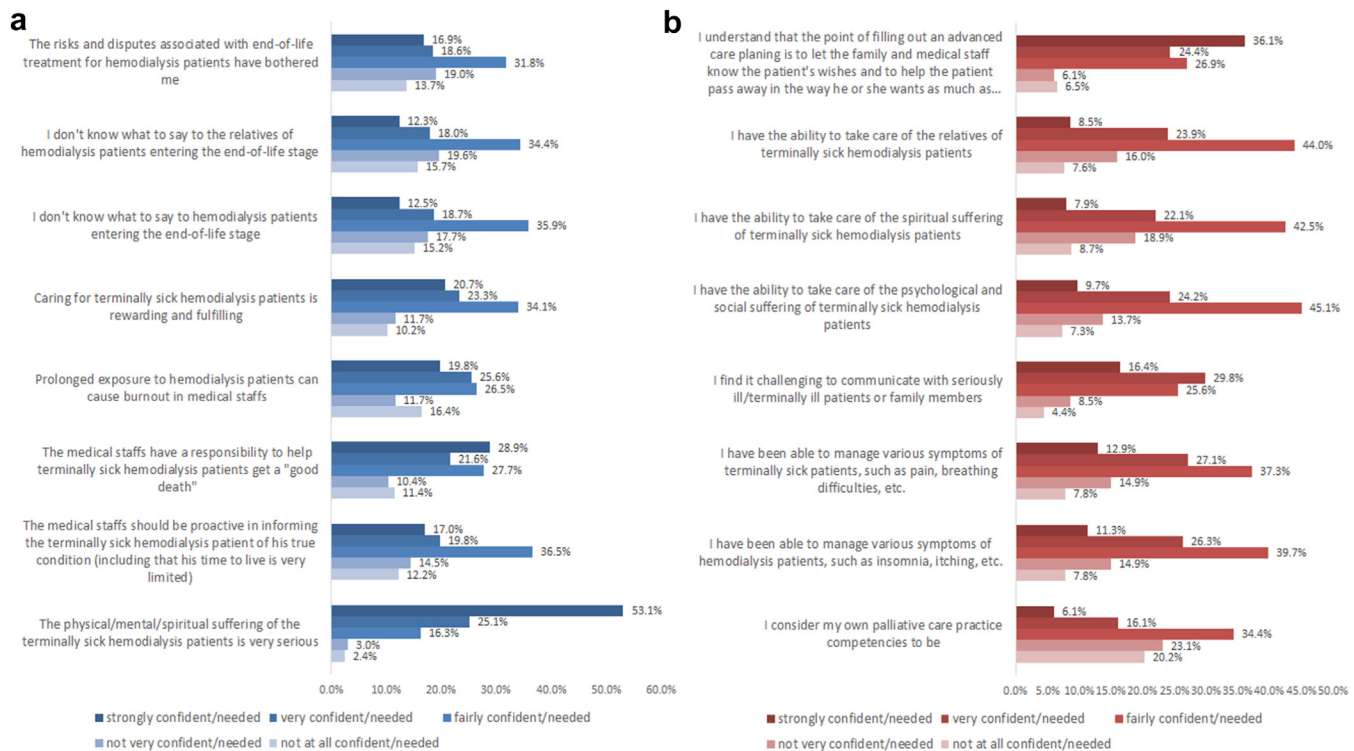 a
The risks and disputes associated with end-of-life
treatment for hemodialysis patients have bothered
me
16.9%
18.6%
31.8%
19.0%
13.7%
I don't know what to say to the relatives of
hemodialysis patients entering the end-of-life stage
12.3%
18.0%
34.4%
19.6%
15.7%
I don't know what to say to hemodialysis patients
entering the end-of-life stage
12.5%
18.7%
35.9%
17.7%
15.2%
Caring for terminally sick hemodialysis patients is
rewarding and fulfilling
20.7%
23.3%
34.1%
11.7%
10.2%
Prolonged exposure to hemodialysis patients can
cause burnout in medical staffs
19.8%
25.6%
26.5%
11.7%
16.4%
The medical staffs have a responsibility to help
terminally sick hemodialysis patients get a "good
death"
28.9%
21.6%
27.7%
10.4%
11.4%
The medical staffs should be proactive in informing
the terminally sick hemodialysis patient of his true
condition (including that his time to live is very
limited)
17.0%
19.8%
36.5%
14.5%
12.2%
The physical/mental/spiritual suffering of the
terminally sick hemodialysis patients is very serious
53.1%
25.1%
16.3%
3.0%
2.4%
0.0% 10.0% 20.0% 30.0% 40.0% 50.0% 60.0%
strongly confident/needed very confident/needed fairly confident/needed
not very confident/needed not at all confident/needed
b
I understand that the point of filling out an advanced
care planing is to let the family and medical staff
know the patient's wishes and to help the patient
pass away in the way he or she wants as much as...
36.1%
24.4%
26.9%
6.1%
6.5%
I have the ability to take care of the relatives of
terminally sick hemodialysis patients
8.5%
23.9%
44.0%
16.0%
7.6%
I have the ability to take care of the spiritual suffering
of terminally sick hemodialysis patients
7.9%
22.1%
42.5%
18.9%
8.7%
I have the ability to take care of the psychological and
social suffering of terminally sick hemodialysis
patients
9.7%
24.2%
45.1%
13.7%
7.3%
I find it challenging to communicate with seriously
ill/terminally ill patients or family members
16.4%
29.8%
25.6%
8.5%
4.4%
I have been able to manage various symptoms of
terminally sick patients, such as pain, breathing
difficulties, etc.
12.9%
27.1%
37.3%
14.9%
7.8%
I have been able to manage various symptoms of
hemodialysis patients, such as insomnia, itching, etc.
11.3%
26.3%
39.7%
14.9%
7.8%
I consider my own palliative care practice
competencies to be
6.1%
16.1%
34.4%
23.1%
20.2%
0.0% 5.0% 10.0% 15.0% 20.0% 25.0% 30.0% 35.0% 40.0% 45.0% 50.0%
strongly confident/needed very confident/needed fairly confident/needed
not very confident/needed not at all confident/needed